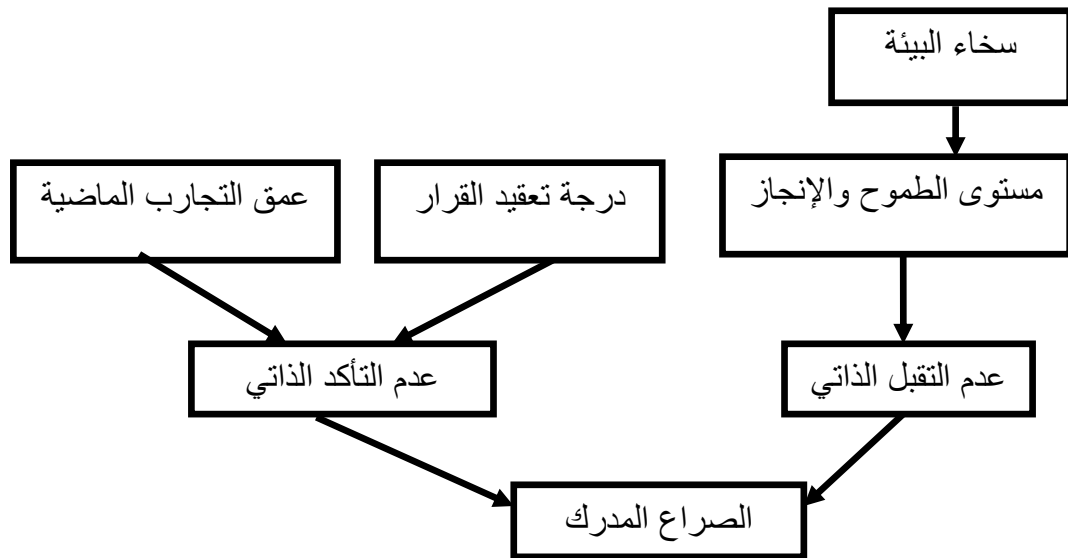 سخاء البيئة
مستوى الطموح والإنجاز
درجة تعقيد القرار
عمق التجارب الماضية
عدم التقبل الذاتي
عدم التأكد الذاتي
الصراع المدرك